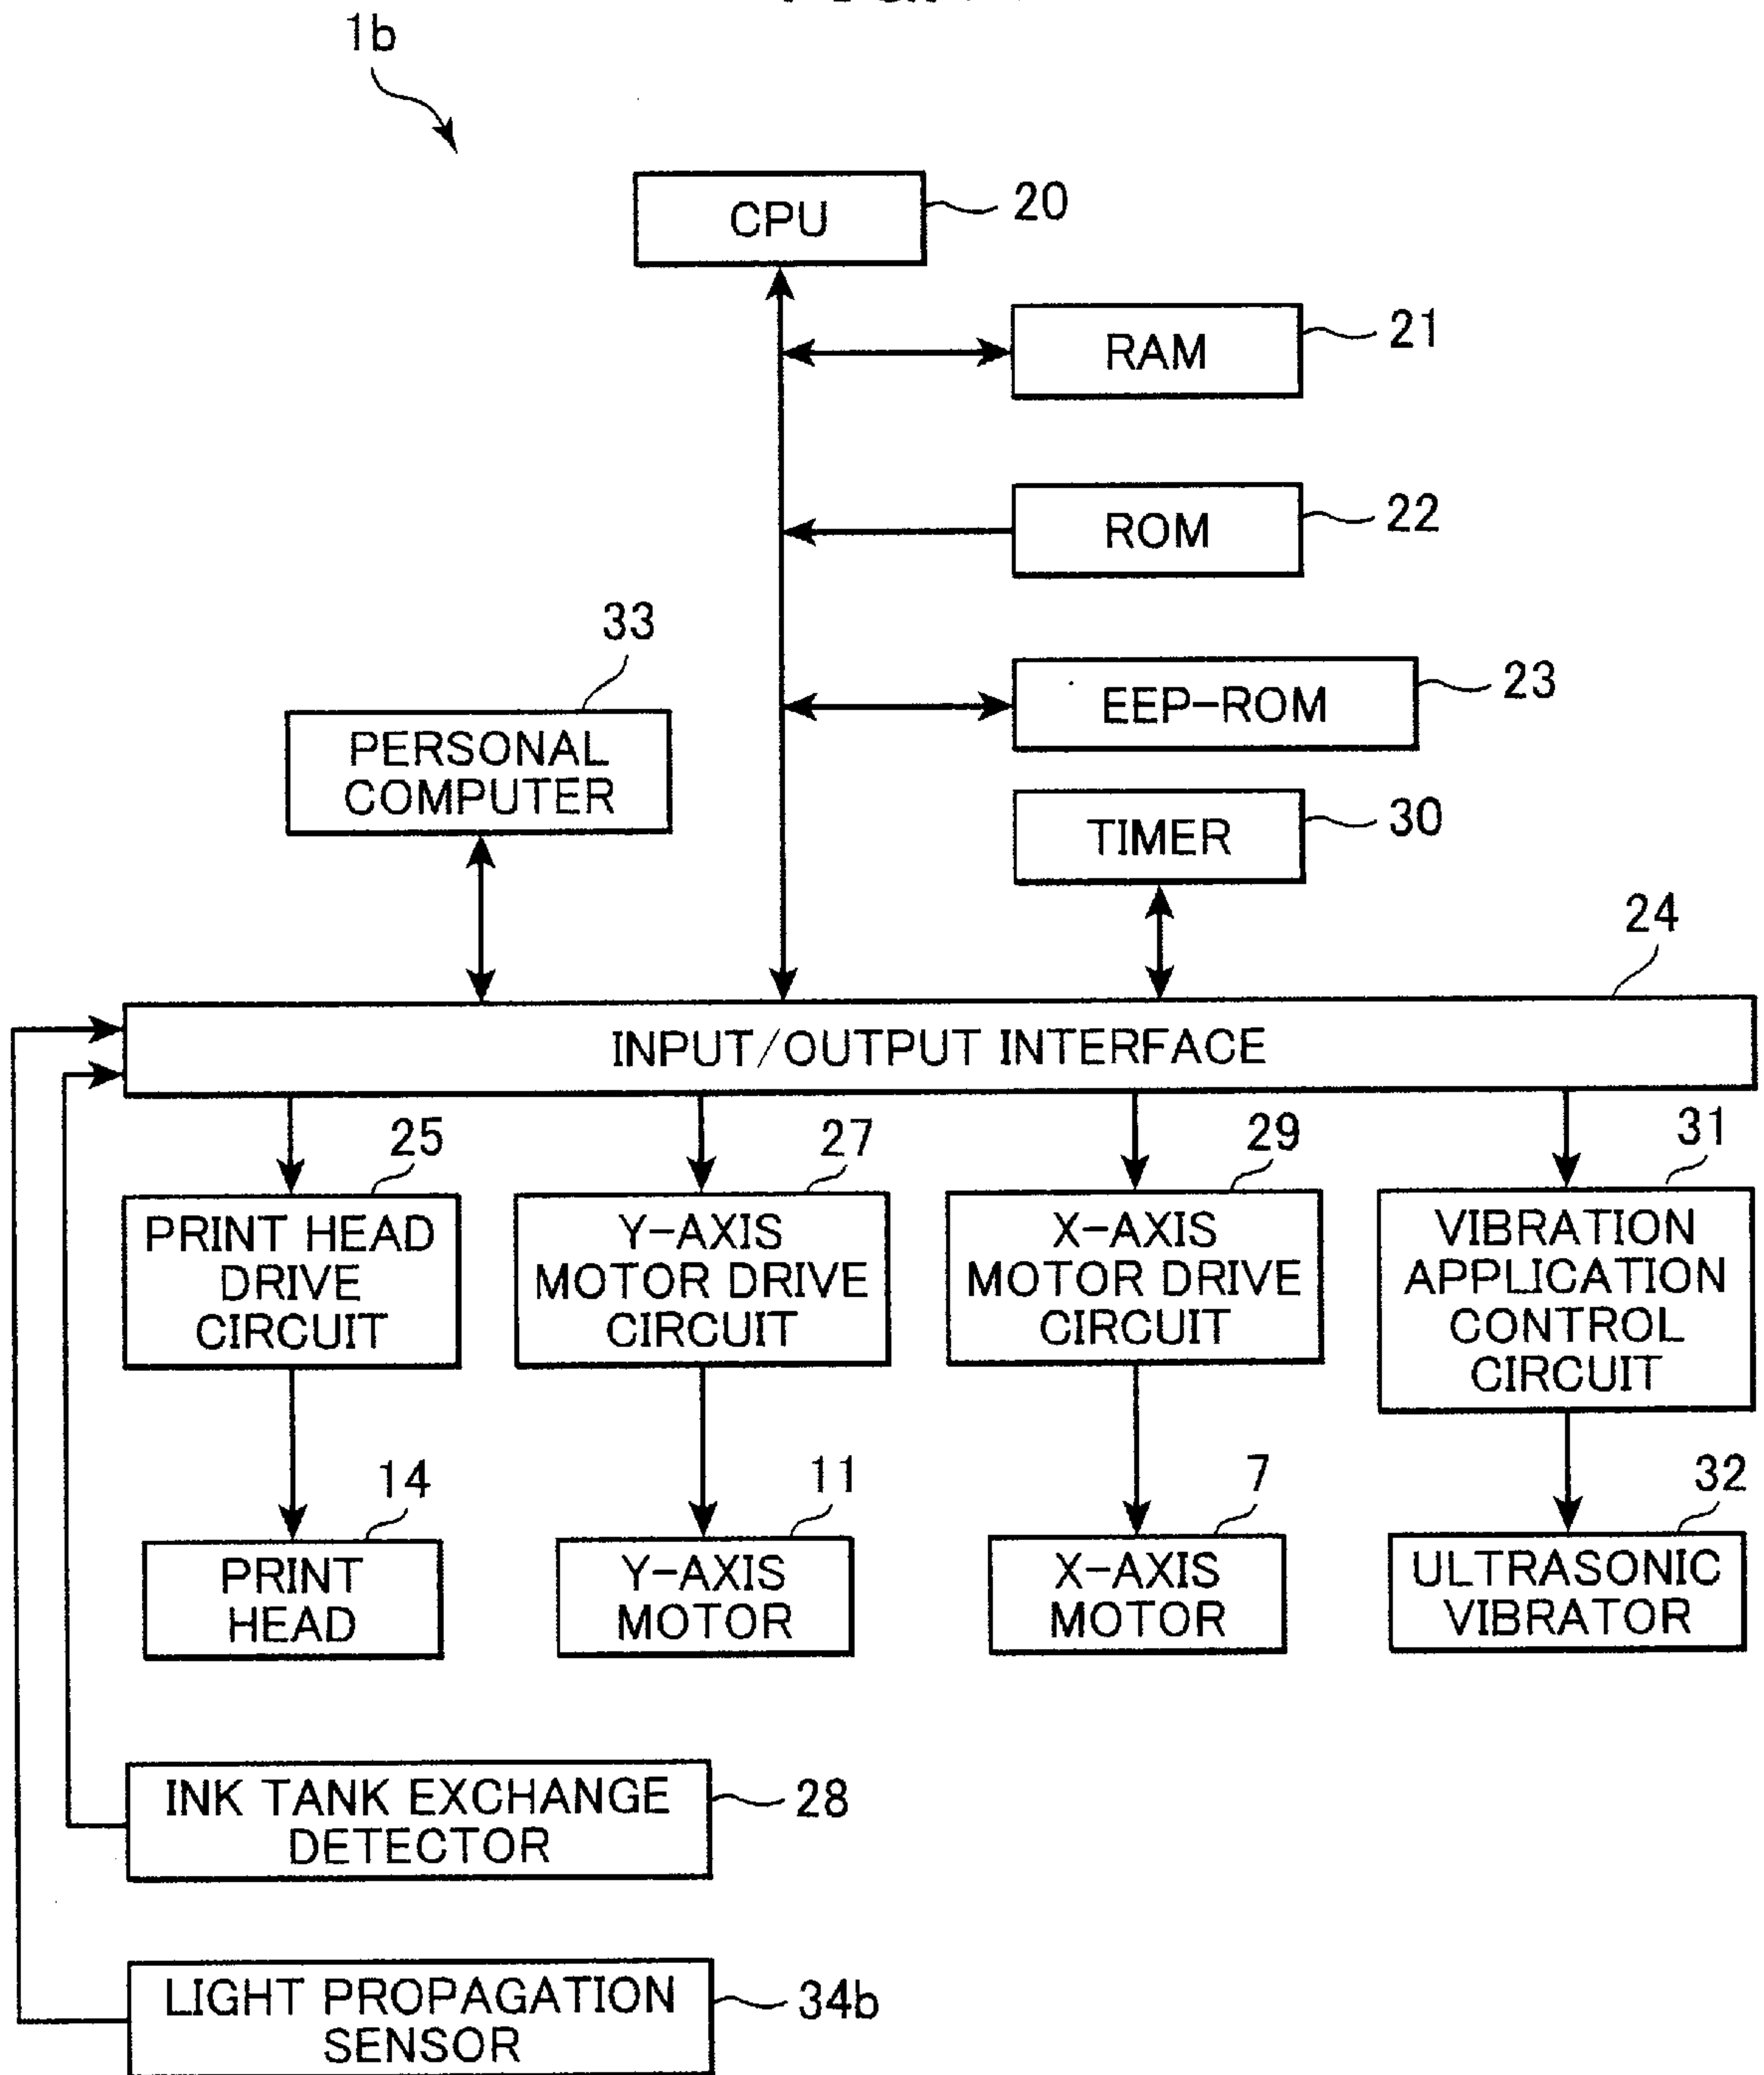 1b
CPU
20
RAM
21
ROM
22
33
EEP-ROM
23
PERSONAL
COMPUTER
TIMER
30
24
INPUT/OUTPUT INTERFACE
25
27
29
31
PRINT HEAD
DRIVE
CIRCUIT
Y-AXIS
MOTOR DRIVE
CIRCUIT
X-AXIS
MOTOR DRIVE
CIRCUIT
VIBRATION
APPLICATION
CONTROL
CIRCUIT
14
11
7
32
PRINT
HEAD
Y-AXIS
MOTOR
X-AXIS
MOTOR
ULTRASONIC
VIBRATOR
INK TANK EXCHANGE
DETECTOR
28
LIGHT PROPAGATION
SENSOR
34b